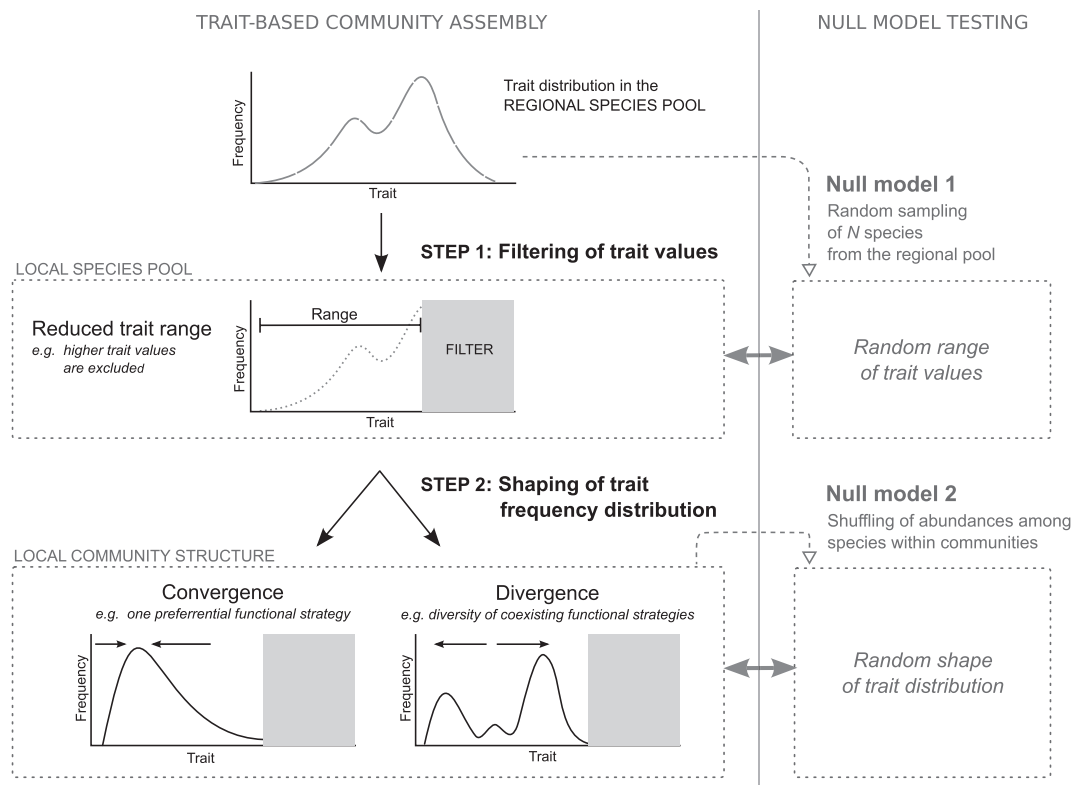 TRAIT-BASED COMMUNITY ASSEMBLY
NULL MODEL TESTING
Trait distribution in the
REGIONAL SPECIES POOL
Frequency
Trait
Null model 1
Random sampling
of N species
from the regional pool
STEP 1: Filtering of trait values
LOCAL SPECIES POOL
Reduced trait range
e.g. higher trait values
are excluded
Range
FILTER
Frequency
Trait
Random range
of trait values
STEP 2: Shaping of trait
frequency distribution
Null model 2
Shuffling of abundances among
species within communities
LOCAL COMMUNITY STRUCTURE
Convergence
e.g. one preferrential functional strategy
Frequency
Trait
Divergence
e.g. diversity of coexisting functional strategies
Frequency
Trait
Random shape
of trait distribution